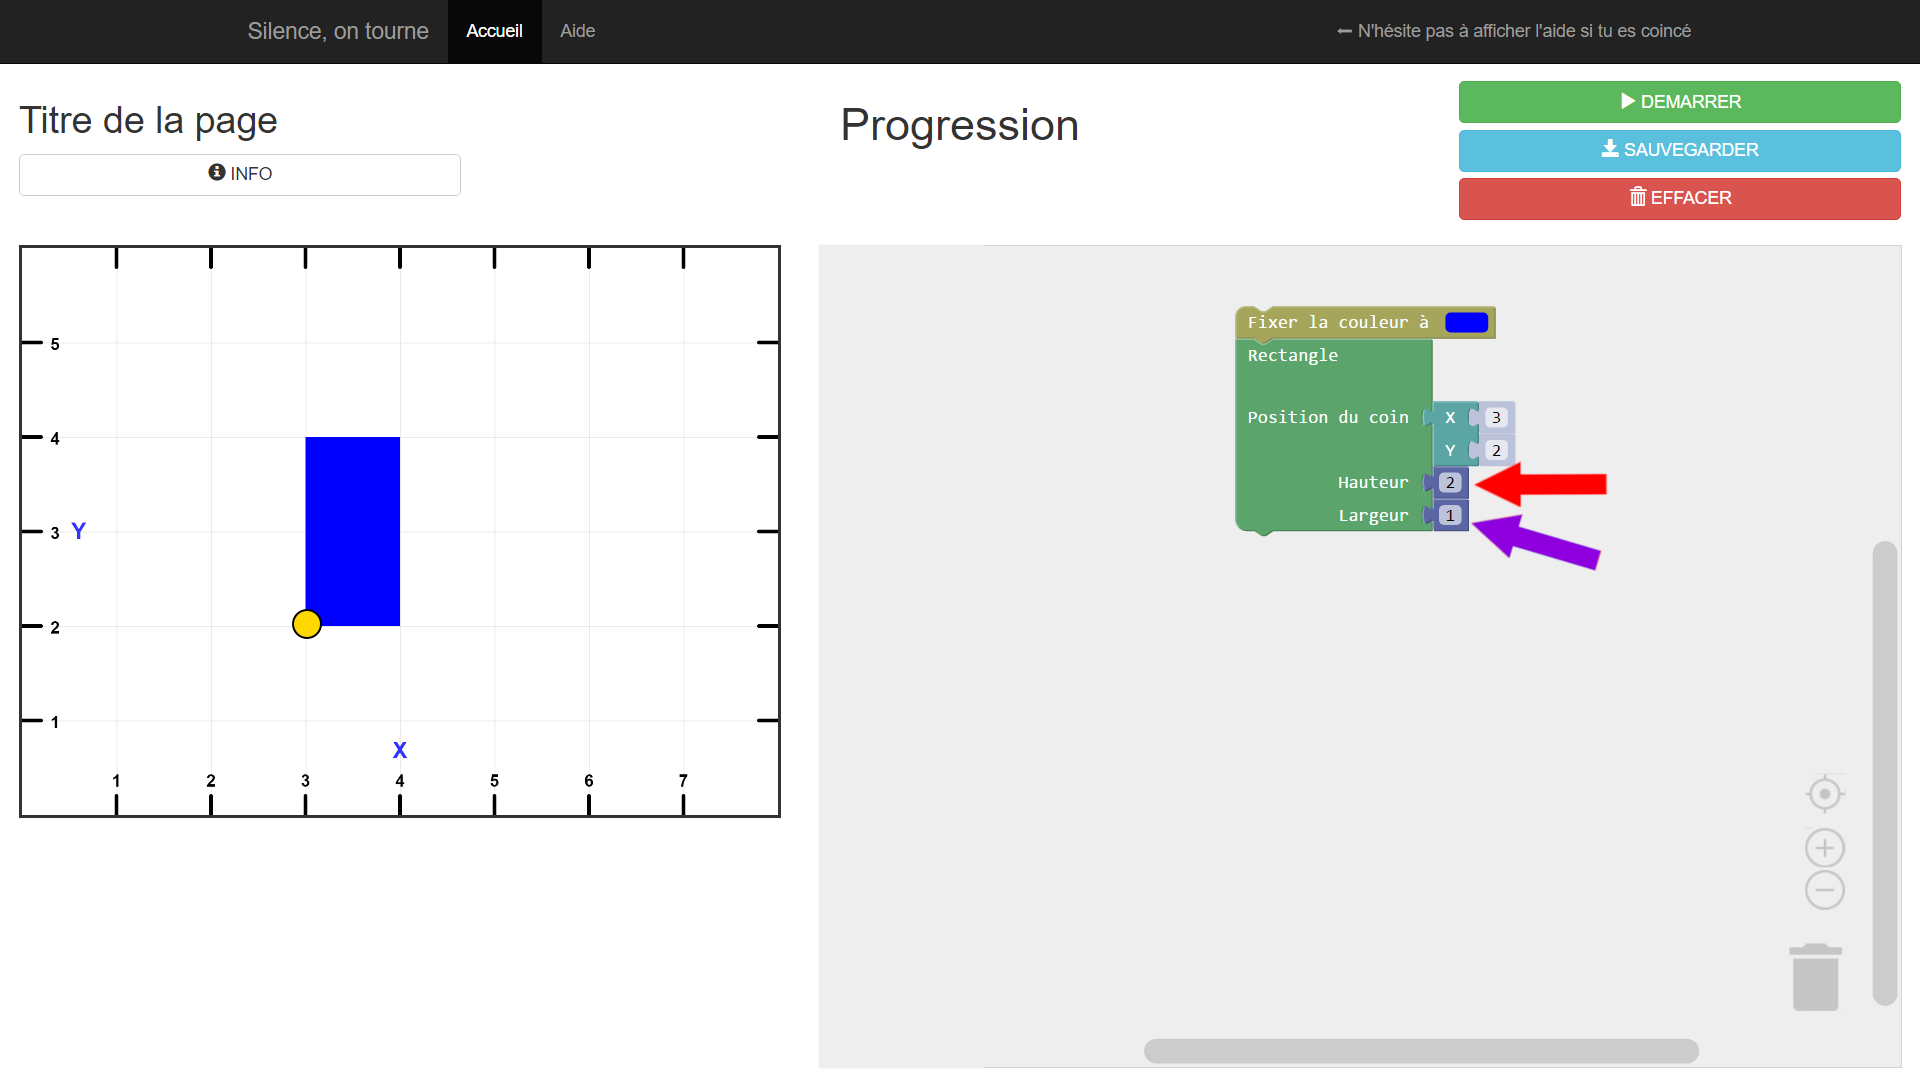 Silence, on tourne
Accueil
Aide
N'hésite pas à afficher l'aide si tu es coincé
Titre de la page
INFO
Progression
DEMARRER
SAUVEGARDER
EFFACER
5
4
3 Y
2
1
X
1 2 3 4 5 6 7
Fixer la couleur à
Rectangle
Position du coin X 3
Y 2
Hauteur 2
Largeur 1